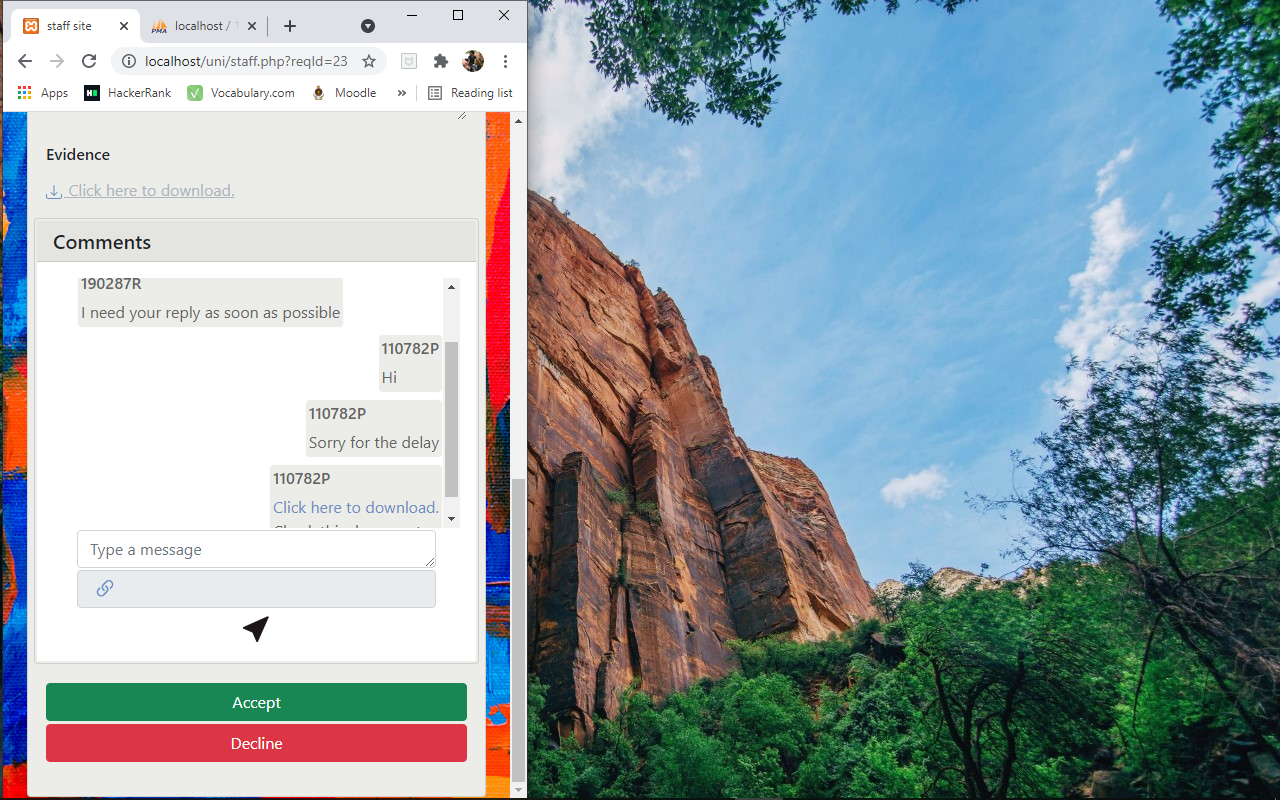 staff site
localhost / 1
localhost/uni/staff.php?reqId=23
Apps
HackerRank
Vocabulary.com
Moodle
»
Reading list
Evidence
Click here to download.
Comments
190287R
I need your reply as soon as possible
110782P
Hi
110782P
Sorry for the delay
110782P
Click here to download.
Type a message
Accept
Decline